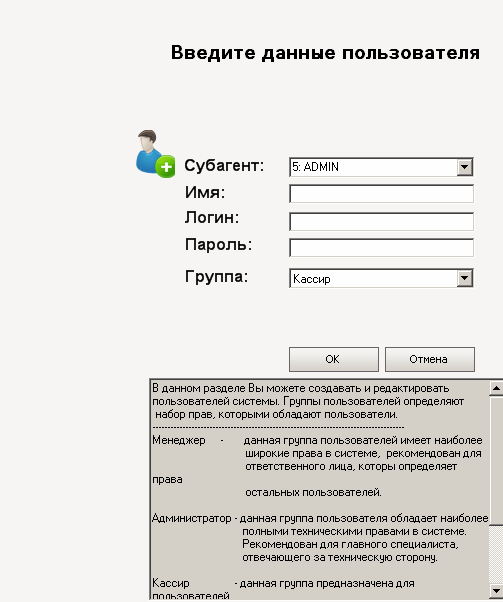 Введите данные пользователя
Субагент: 5: ADMIN
Имя:
Логин:
Пароль:
Группа: Кассир
OK Отмена
В данном разделе Вы можете создавать и редактировать
пользователей системы. Группы пользователей определяют
набор прав, которыми обладают пользователи.
--------------------------------------------------------------------------------
Менеджер - данная группа пользователей имеет наиболее
широкие права в системе, рекомендован для
ответственного лица, которы определяет
права
остальных пользователей.
Администратор - данная группа пользователя обладает наиболее
полными техническими правами в системе.
Рекомендован для главного специалиста,
отвечающего за техническую сторону.
Кассир - данная группа предназначена для
пользователей